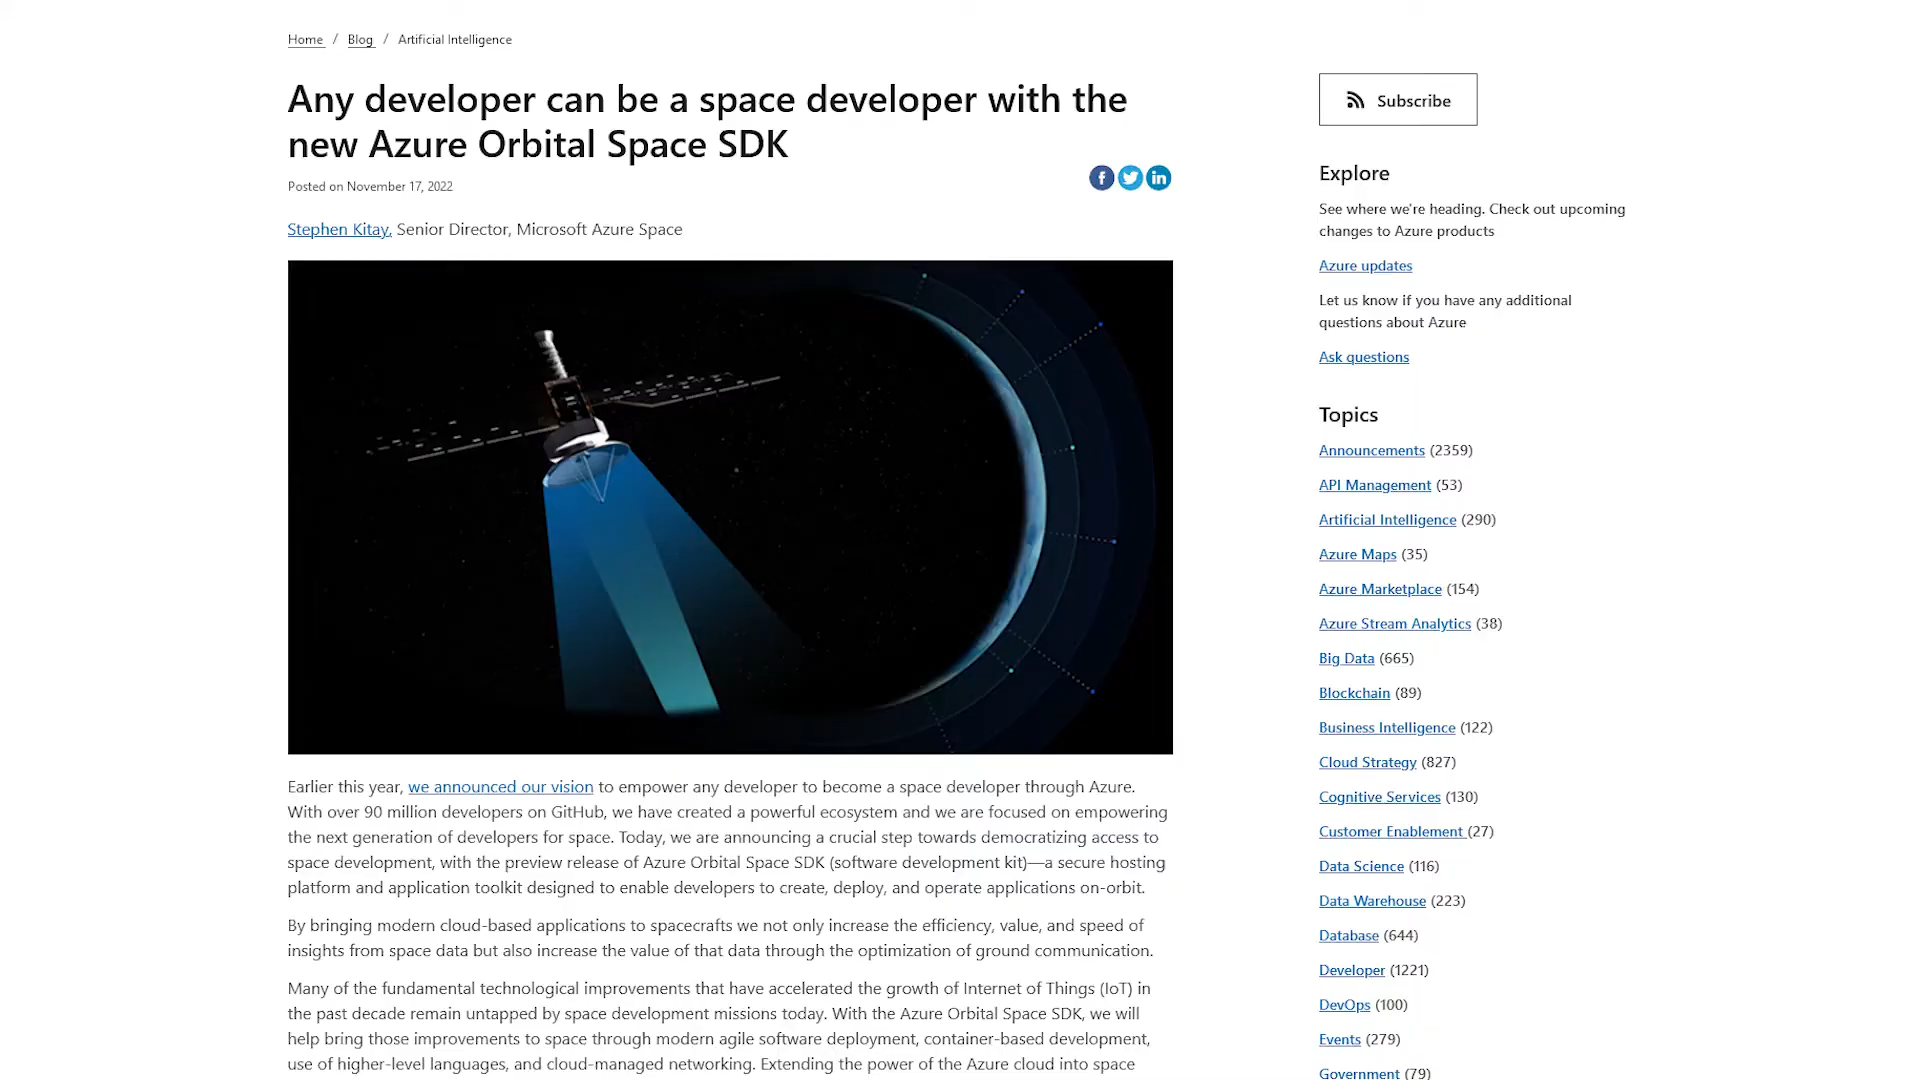 Home / Blog / Artificial Intelligence
Any developer can be a space developer with the
new Azure Orbital Space SDK
Posted on November 17, 2022
Stephen Kitay, Senior Director, Microsoft Azure Space
Earlier this year, we announced our vision to empower any developer to become a space developer through Azure.
With over 90 million developers on GitHub, we have created a powerful ecosystem and we are focused on empowering
the next generation of developers for space. Today, we are announcing a crucial step towards democratizing access to
space development, with the preview release of Azure Orbital Space SDK (software development kit)—a secure hosting
platform and application toolkit designed to enable developers to create, deploy, and operate applications on-orbit.
By bringing modern cloud-based applications to spacecrafts we not only increase the efficiency, value, and speed of
insights from space data but also increase the value of that data through the optimization of ground communication.
Many of the fundamental technological improvements that have accelerated the growth of Internet of Things (IoT) in
the past decade remain untapped by space development missions today. With the Azure Orbital Space SDK, we will
help bring those improvements to space through modern agile software deployment, container-based development,
use of higher-level languages, and cloud-managed networking. Extending the power of the Azure cloud into space
Subscribe
Explore
See where we're heading. Check out upcoming
changes to Azure products
Azure updates
Let us know if you have any additional
questions about Azure
Ask questions
Topics
Announcements (2359)
API Management (53)
Artificial Intelligence (290)
Azure Maps (35)
Azure Marketplace (154)
Azure Stream Analytics (38)
Big Data (665)
Blockchain (89)
Business Intelligence (122)
Cloud Strategy (827)
Cognitive Services (130)
Customer Enablement (27)
Data Science (116)
Data Warehouse (223)
Database (644)
Developer (1221)
DevOps (100)
Events (279)
Government (79)